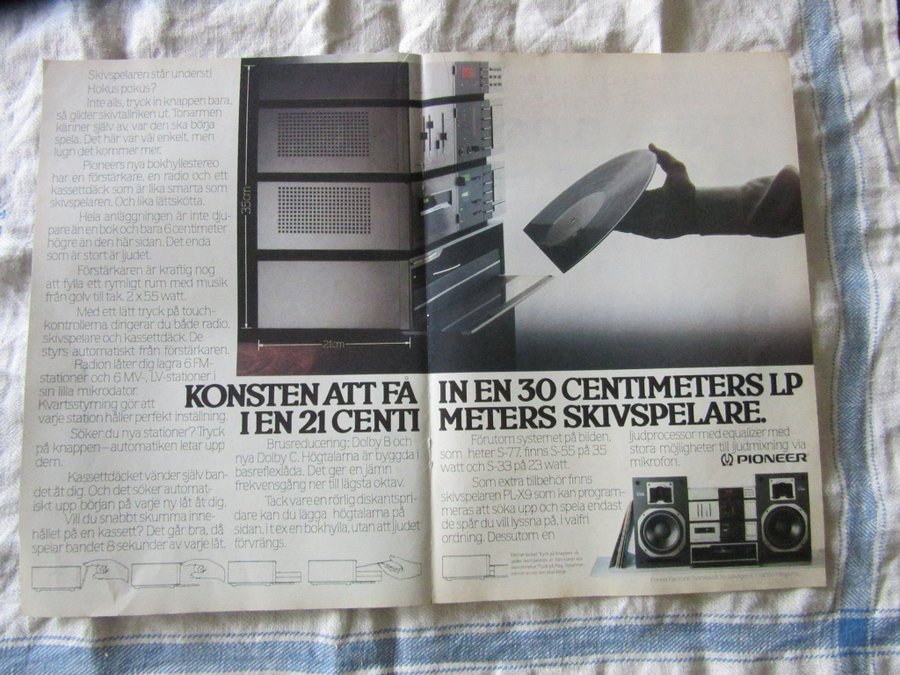 Skivspelaren står underst!
Hokus pokus?
Inte alls, tryck in knappen bara,
så glider skivtallriken ut. Tonarmen
känner själv av, var den ska börja
spela. Det här var väl enkelt, men
lugn det kommer mer.
Pioneers nya bokhyllestereo
har en förstärkare, en radio och ett
kassettdäck som är lika smarta som
skivspelaren. Och lika lättskötta.
Hela anläggningen är inte dju-
pare än en bok och bara 6 centimeter
högre än den här sidan. Det enda
som är stort är ljudet.
Förstärkaren är kraftig nog
att fylla ett rymligt rum med musik
från golv till tak. 2 x 55 watt.
Med ett lätt tryck på touch-
kontrollerna dirigerar du både radio,
skivspelare och kassettdäck. De
styrs automatiskt från förstärkaren.
Radion låter dig lagra 6 FM-
stationer och 6 MV-, LV-stationer i
sin lilla mikrodator.
Kvartsstyrning gör att
varje station håller perfekt inställning.
Söker du nya stationer? Tryck
på knappen – automatiken letar upp
dem.
Kassettdäcket vänder själv ban-
det åt dig. Och det söker automat-
iskt upp början på varje ny låt åt dig.
Vill du snabbt skumma inne-
hållet på en kassett? Det går bra, då
spelar bandet 8 sekunder av varje låt.
35cm
21cm
KONSTEN ATT FÅ IN EN 30 CENTIMETERS LP
I EN 21 CENTIMETERS SKIVSPELARE.
Brusreducering: Dolby B och
nya Dolby C. Högtalarna är byggda i
basreflexlåda. Det ger en jämn
frekvensgång ner till lägsta oktav.
Tack vare en rörlig diskantspri-
dare kan du lägga högtalarna på
sidan, i t ex en bokhylla, utan att ljudet
förvrängs.
Förutom systemet på bilden,
som heter S-77, finns S-55 på 35
watt och S-33 på 23 watt.
Som extra tillbehör finns
skivspelaren PL-X9 som kan program-
meras att söka upp och spela endast
de spår du vill lyssna på, i valfri
ordning. Dessutom en
ljudprocessor med equalizer med
stora möjligheter till ljudmixning via
mikrofon.
PIONEER